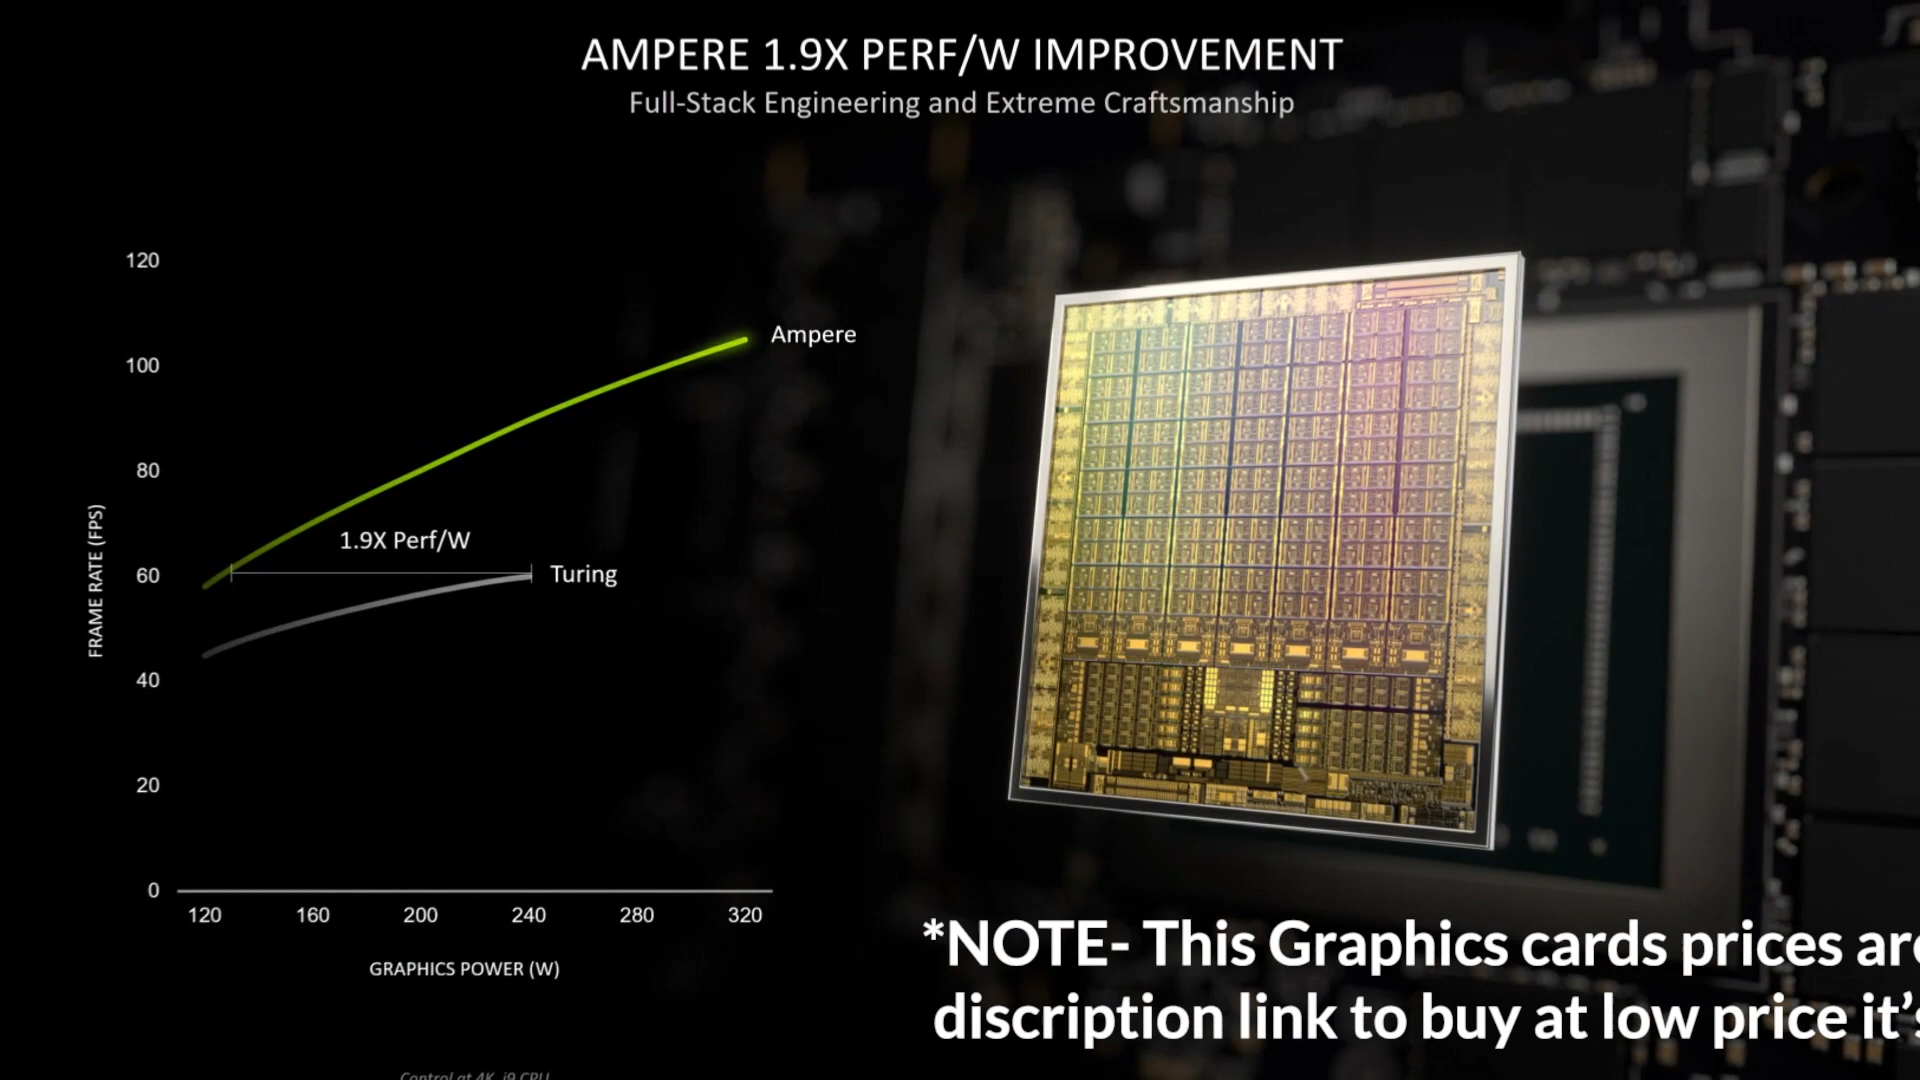 AMPERE 1.9X PERF/W IMPROVEMENT
Full-Stack Engineering and Extreme Craftsmanship
120
100
80
60
40
20
0
FRAME RATE (FPS)
Ampere
1.9X Perf/W
Turing
120 160 200 240 280 320
GRAPHICS POWER (W)
Control at 4K, i9 CPU
*NOTE- This Graphics cards prices are
discription link to buy at low price it's